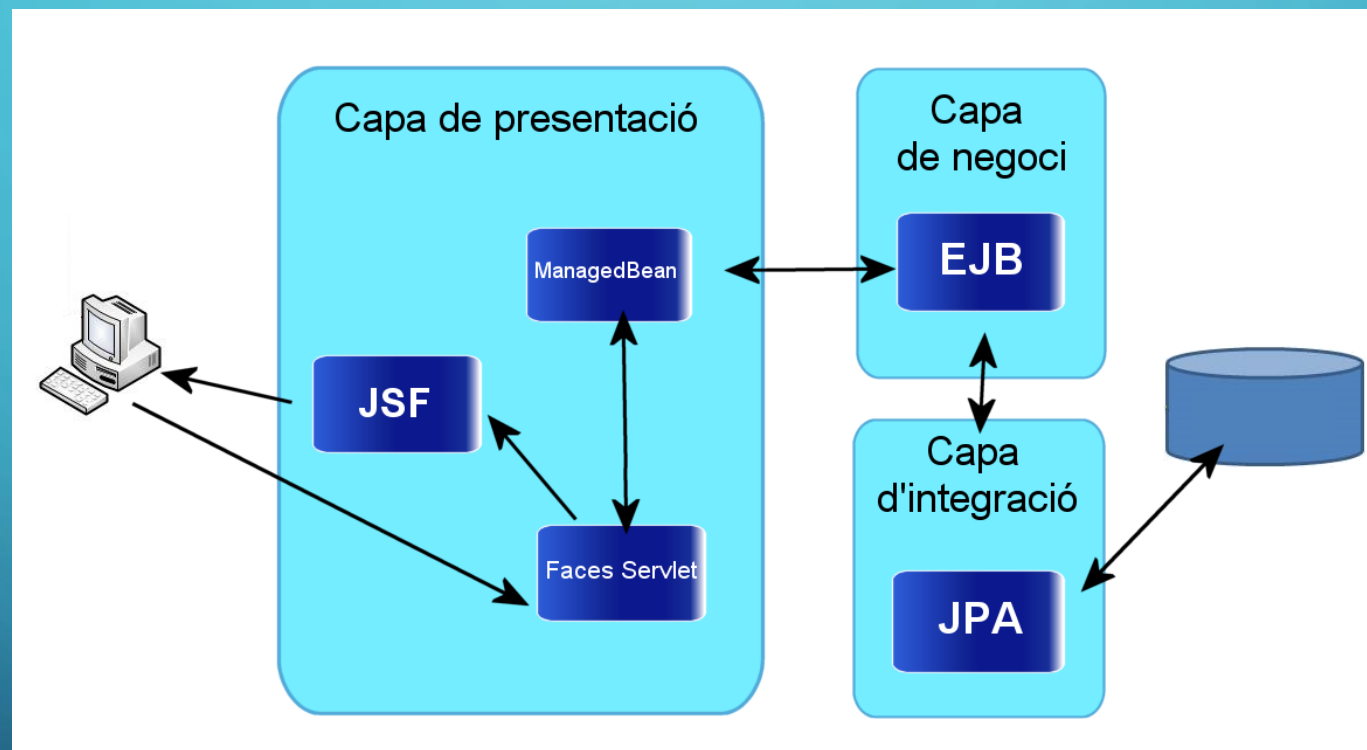 Capa de presentació
ManagedBean
JSF
Faces Servlet
Capa
de negoci
EJB
Capa
d'integració
JPA